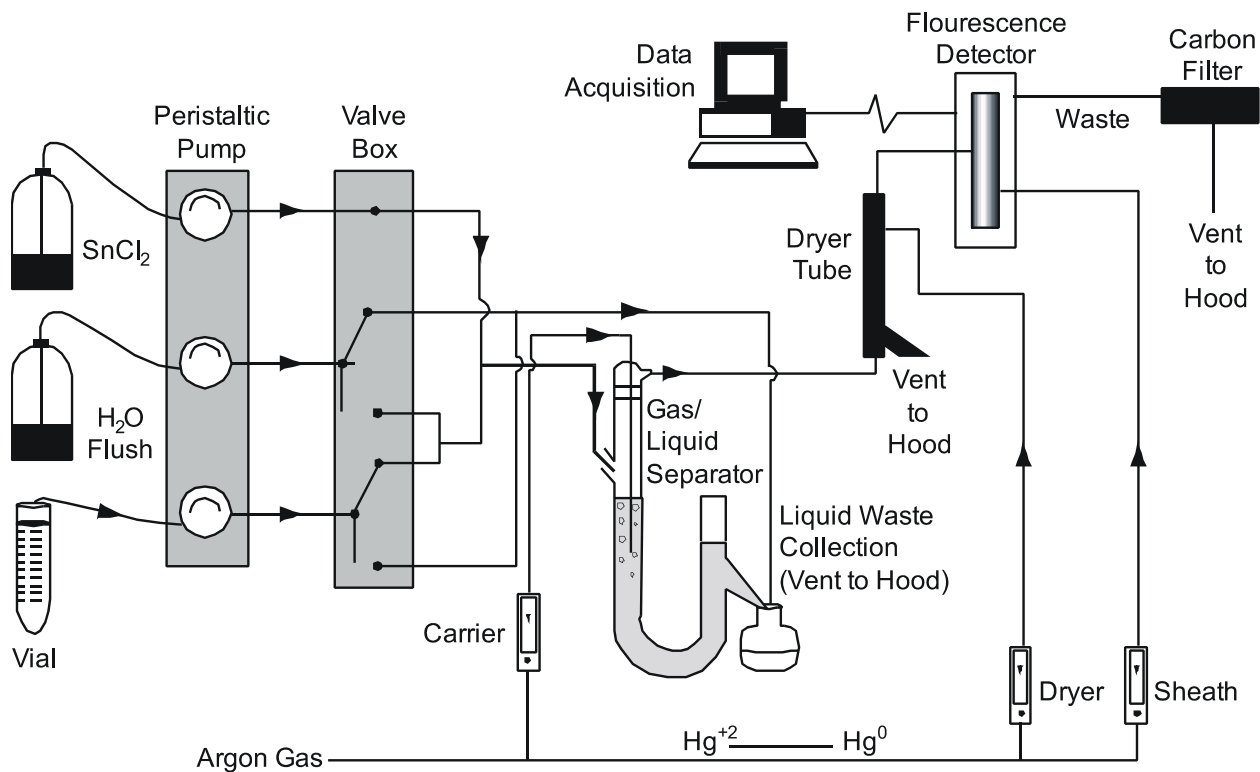 Flourescence
Detector
Carbon
Filter
Data
Acquisition
Waste
Peristaltic
Pump
Valve
Box
SnCl₂
Dryer
Tube
Vent
to
Hood
H₂O
Flush
Vent
to
Hood
Gas/
Liquid
Separator
Liquid Waste
Collection
(Vent to Hood)
Vial
Carrier
Dryer
Sheath
Argon Gas
Hg⁺² Hg⁰